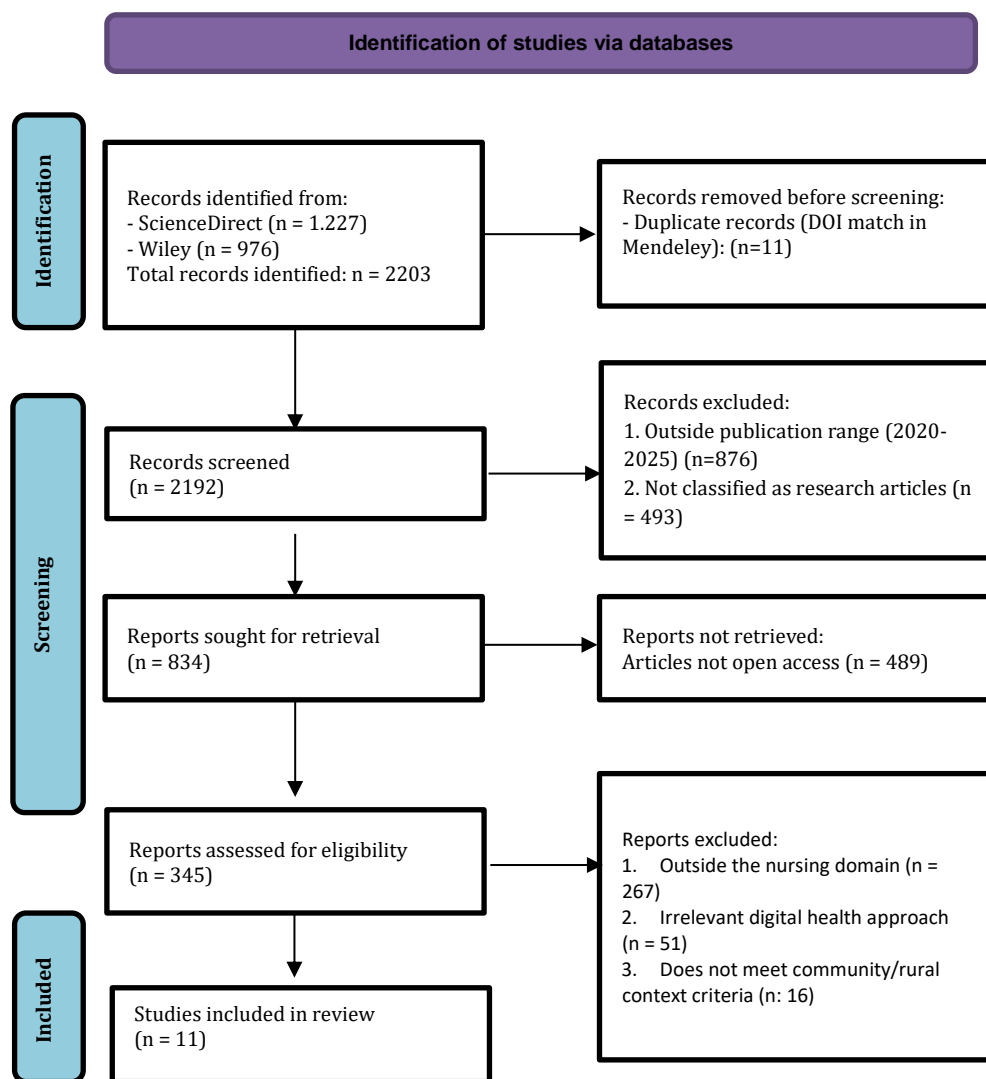 Identification of studies via databases
Identification
Records identified from:
- ScienceDirect (n = 1.227)
- Wiley (n = 976)
Total records identified: n = 2203
Records removed before screening:
- Duplicate records (DOI match in
Mendeley): (n=11)
Screening
Records screened
(n = 2192)
Records excluded:
1. Outside publication range (2020-
2025) (n=876)
2. Not classified as research articles (n
= 493)
Reports sought for retrieval
(n = 834)
Reports not retrieved:
Articles not open access (n = 489)
Reports assessed for eligibility
(n = 345)
Reports excluded:
1. Outside the nursing domain (n =
267)
2. Irrelevant digital health approach
(n = 51)
3. Does not meet community/rural
context criteria (n: 16)
Included
Studies included in review
(n = 11)